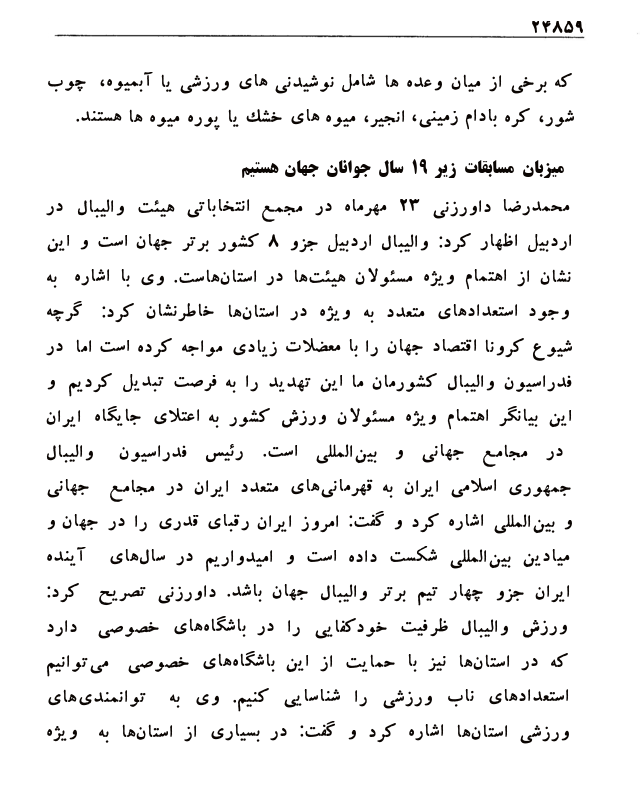 ۲۴۸۵۹
که برخی از میان وعده ها شامل نوشیدنی های ورزشی یا آبمیوه، چوب
شور، کره بادام زمینی، انجیر، میوه های خشك یا پوره میوه ها هستند.
میزبان مسابقات زیر ۱۹ سال جوانان جهان هستیم
محمدرضا داورزنی ۲۳ مهرماه در مجمع انتخاباتی هیئت والیبال در
اردبیل اظهار کرد: والیبال اردبیل جزو ۸ کشور برتر جهان است و این
نشان از اهتمام ویژه مسئولان هیئت‌ها در استان‌هاست. وی با اشاره به
وجود استعدادهای متعدد به ویژه در استان‌ها خاطرنشان کرد: گرچه
شیوع کرونا اقتصاد جهان را با معضلات زیادی مواجه کرده است اما در
فدراسیون والیبال کشورمان ما این تهدید را به فرصت تبدیل کردیم و
این بیانگر اهتمام ویژه مسئولان ورزش کشور به اعتلای جایگاه ایران
در مجامع جهانی و بین‌المللی است. رئیس فدراسیون والیبال
جمهوری اسلامی ایران به قهرمانی‌های متعدد ایران در مجامع جهانی
و بین‌المللی اشاره کرد و گفت: امروز ایران رقبای قدری را در جهان و
میادین بین‌المللی شکست داده است و امیدواریم در سال‌های آینده
ایران جزو چهار تیم برتر والیبال جهان باشد. داورزنی تصریح کرد:
ورزش والیبال ظرفیت خودکفایی را در باشگاه‌های خصوصی دارد
که در استان‌ها نیز با حمایت از این باشگاه‌های خصوصی می‌توانیم
استعدادهای ناب ورزشی را شناسایی کنیم. وی به توانمندی‌های
ورزشی استان‌ها اشاره کرد و گفت: در بسیاری از استان‌ها به ویژه